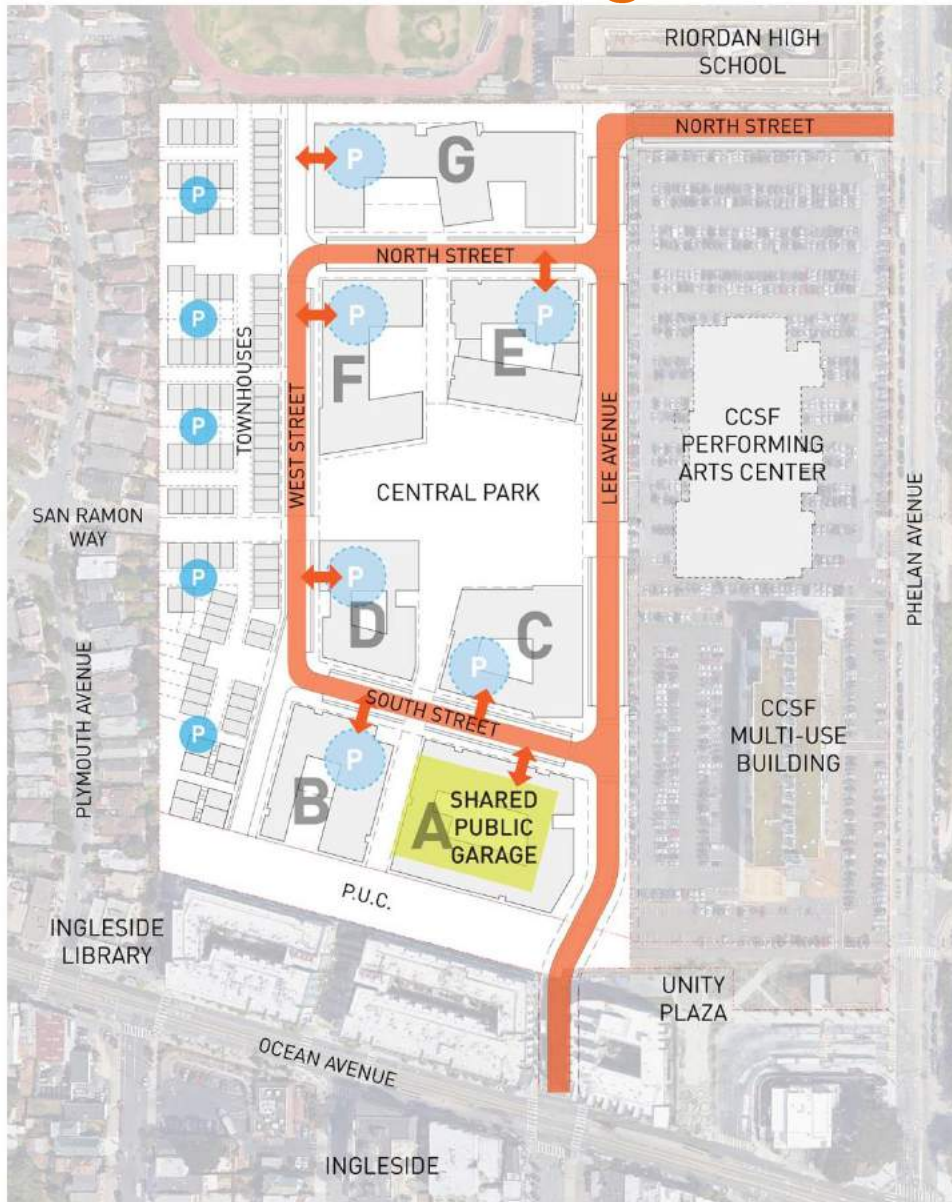 RIORDAN HIGH
SCHOOL
NORTH STREET
P
G
P
NORTH STREET
P
P
P
F
E
TOWNHOUSES
WEST STREET
LEE AVENUE
P
CCSF
PERFORMING
ARTS CENTER
CENTRAL PARK
SAN RAMON
WAY
PHELAN AVENUE
P
P
D
C
P
SOUTH STREET
PLYMOUTH AVENUE
P
P
B
CCSF
MULTI-USE
BUILDING
A
SHARED
PUBLIC
GARAGE
P.U.C.
INGLESIDE
LIBRARY
UNITY
PLAZA
OCEAN AVENUE
INGLESIDE